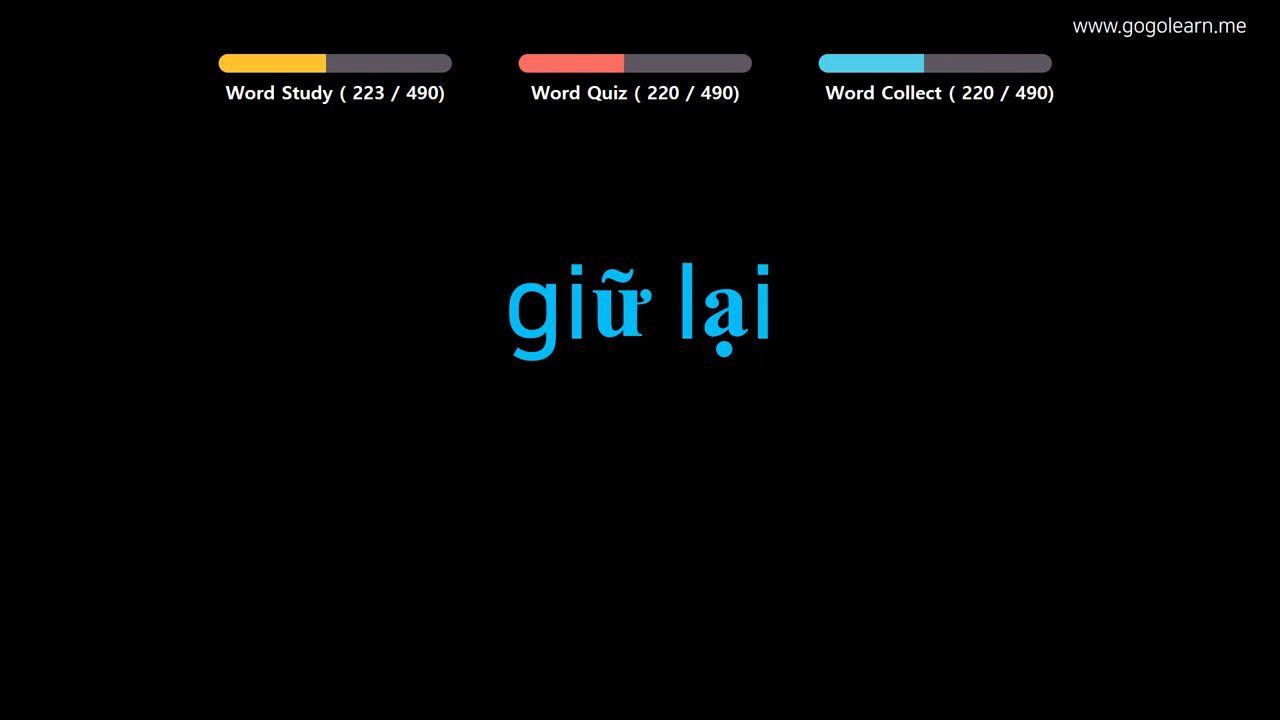 www.gogolearn.me
Word Study ( 223 / 490)
Word Quiz ( 220 / 490)
Word Collect ( 220 / 490)
giữ lại